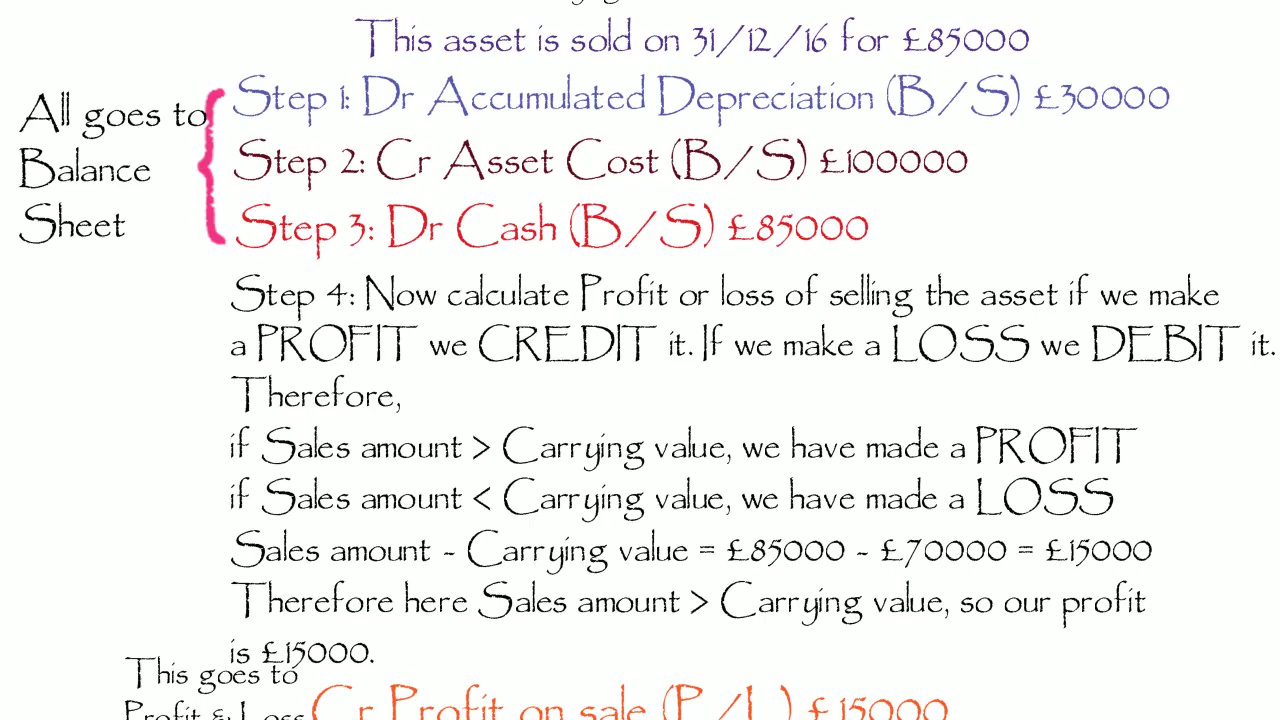 This asset is sold on 31/12/16 for £85000
All goes to
Balance
Sheet
Step 1: Dr Accumulated Depreciation (B/S) £30000
Step 2: Cr Asset Cost (B/S) £100000
Step 3: Dr Cash (B/S) £85000
Step 4: Now calculate Profit or loss of selling the asset if we make
a PROFIT we CREDIT it. If we make a LOSS we DEBIT it.
Therefore,
if Sales amount > Carrying value, we have made a PROFIT
if Sales amount < Carrying value, we have made a LOSS
Sales amount - Carrying value = £85000 - £70000 = £15000
Therefore here Sales amount > Carrying value, so our profit
is £15000.
This goes to
Profit & Loss
Cr Profit on sale (P/L) £15000